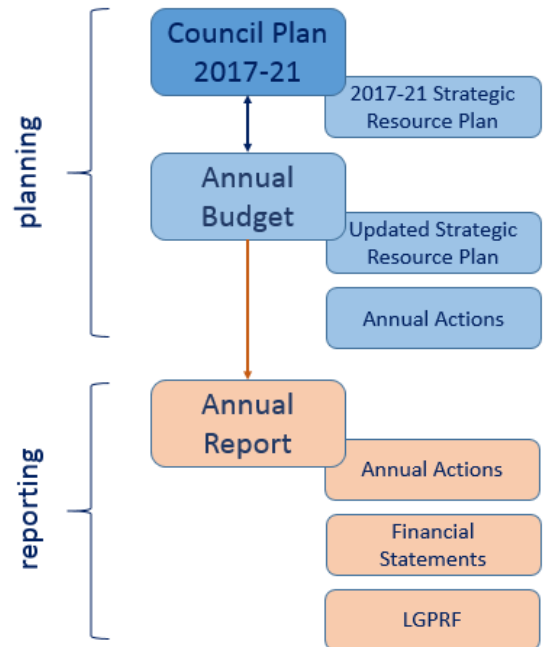 planning
Council Plan
2017-21
2017-21 Strategic
Resource Plan
Annual
Budget
Updated Strategic
Resource Plan
Annual Actions
reporting
Annual
Report
Annual Actions
Financial
Statements
LGPRF